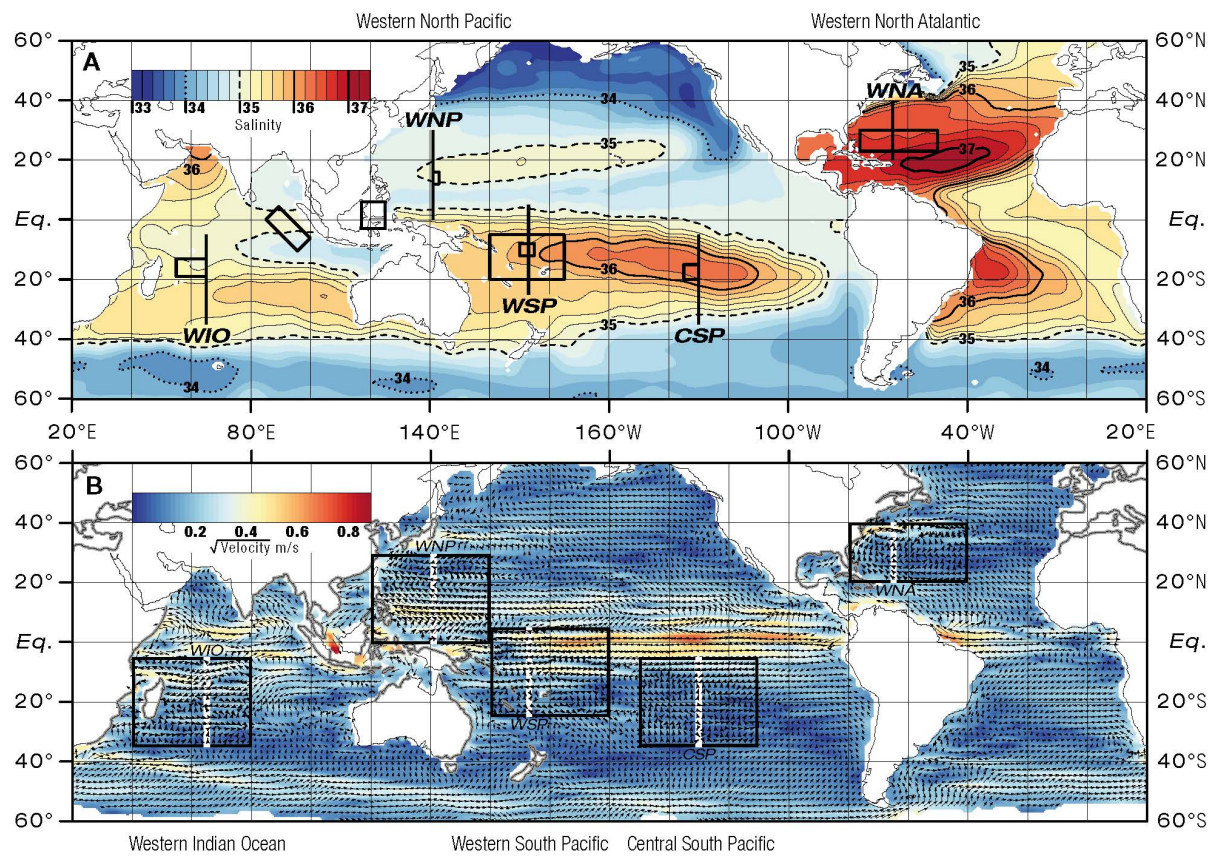 Western North Pacific Western North Atalantic
60° A 60°N
33 34 35 36 37
Salinity
35
36
34
40° WNP WNA 40°N
36 35 37
20° 20°N
Eq. Eq.
36
20° 20°S
WSP 36
WIO 35 CSP 35
40° 40°S
34 34 34
60° 60°S
20°E 80°E 140°E 160°W 100°W 40°W 20°E
60° B 60°N
0.2 0.4 0.6 0.8
√Velocity m/s
40° 40°N
WNP
20° 20°N
WNA
Eq. Eq.
WIO
20° 20°S
WSP
CSP
40° 40°S
60° 60°S
Western Indian Ocean Western South Pacific Central South Pacific